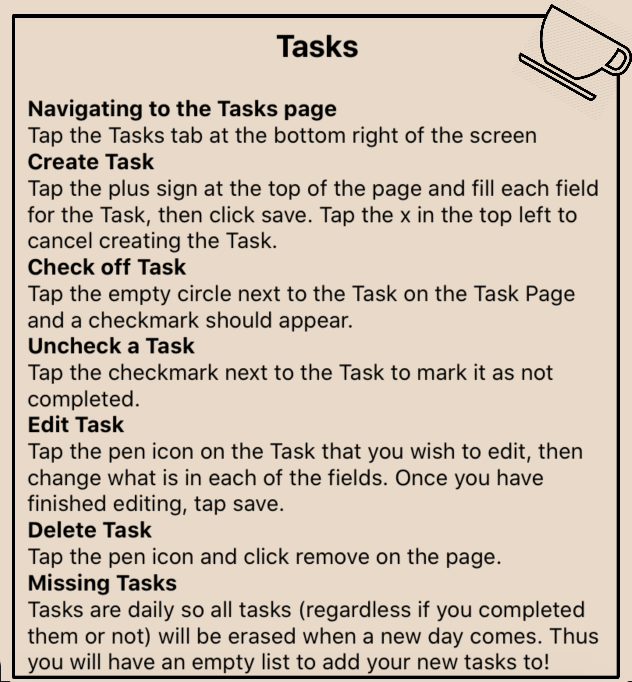 Tasks
Navigating to the Tasks page
Tap the Tasks tab at the bottom right of the screen
Create Task
Tap the plus sign at the top of the page and fill each field
for the Task, then click save. Tap the x in the top left to
cancel creating the Task.
Check off Task
Tap the empty circle next to the Task on the Task Page
and a checkmark should appear.
Uncheck a Task
Tap the checkmark next to the Task to mark it as not
completed.
Edit Task
Tap the pen icon on the Task that you wish to edit, then
change what is in each of the fields. Once you have
finished editing, tap save.
Delete Task
Tap the pen icon and click remove on the page.
Missing Tasks
Tasks are daily so all tasks (regardless if you completed
them or not) will be erased when a new day comes. Thus
you will have an empty list to add your new tasks to!